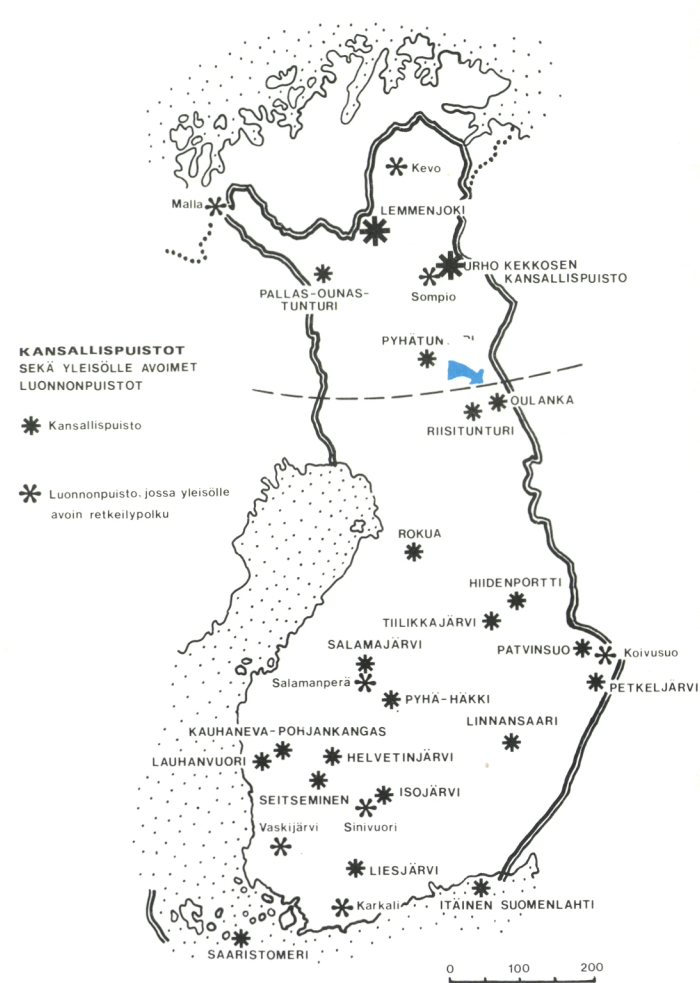 Kevo
Malla
LEMMENJOKI
URHO KEKKOSEN
KANSALLISPUISTO
Sompio
PALLAS-OUNAS-
TUNTURI
KANSALLISPUISTOT
SEKÄ YLEISÖLLE AVOIMET
LUONNONPUISTOT
Kansallispuisto
Luonnonpuisto, jossa yleisölle
avoin retkeilypolku
OULANKA
RIISITUNTURI
ROKUA
HIIDENPORTTI
TIILIKKAJÄRVI
SALAMAJÄRVI
PATVINSUO
Koivusuo
Salamanperä
PETKELJÄRVI
PYHÄ-HÄKKI
LINNANSAARI
KAUHANEVA-POHJANKANGAS
LAUHANVUORI
HELVETINJÄRVI
SEITSEMINEN
ISOJÄRVI
Vaskijärvi
Sinivuori
LIESJÄRVI
Karkali
ITÄINEN SUOMENLAHTI
SAARISTOMERI
0 100 200